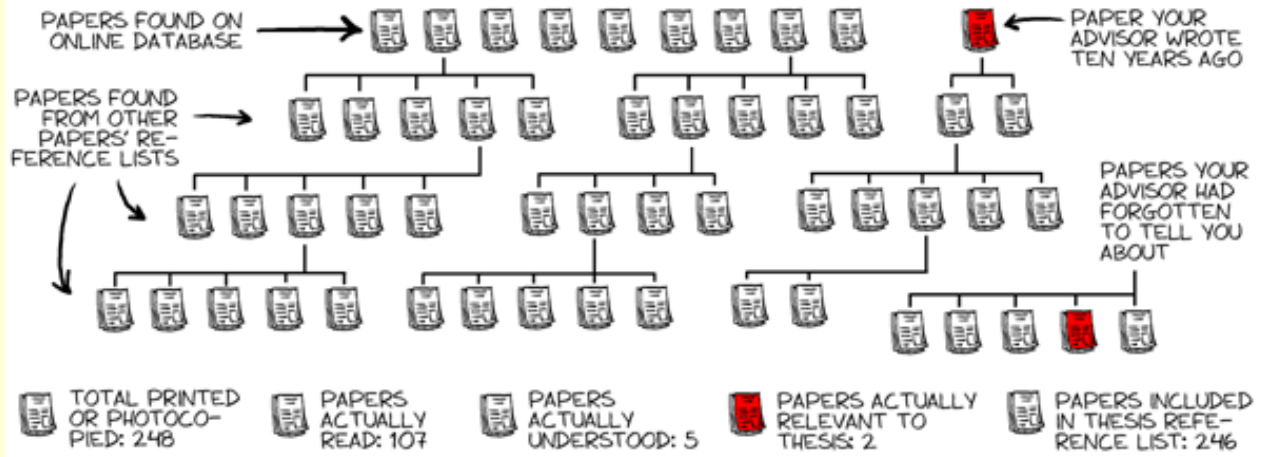 PAPERS FOUND ON
ONLINE DATABASE
PAPER YOUR
ADVISOR WROTE
TEN YEARS AGO
PAPERS FOUND
FROM OTHER
PAPERS' RE-
FERENCE LISTS
PAPERS YOUR
ADVISOR HAD
FORGOTTEN
TO TELL YOU
ABOUT
TOTAL PRINTED
OR PHOTOCO-
PIED: 248
PAPERS
ACTUALLY
READ: 107
PAPERS
ACTUALLY
UNDERSTOOD: 5
PAPERS ACTUALLY
RELEVANT TO
THESIS: 2
PAPERS INCLUDED
IN THESIS REFE-
RENCE LIST: 246